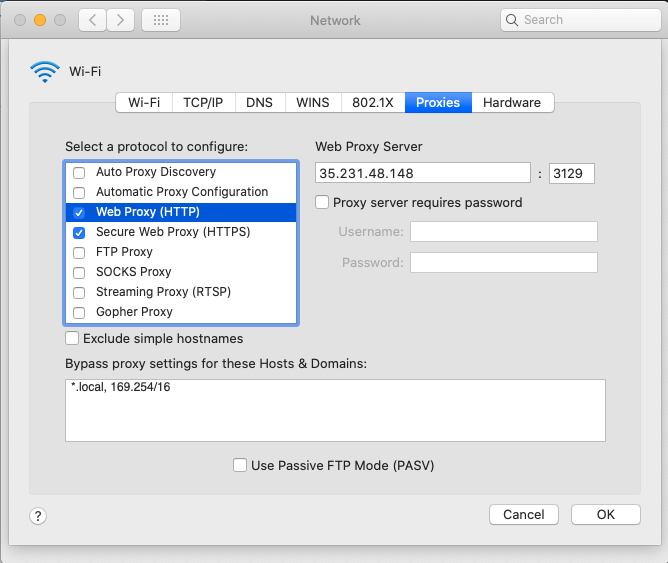 Network
Search
Wi-Fi
Wi-Fi TCP/IP DNS WINS 802.1X Proxies Hardware
Select a protocol to configure:
Auto Proxy Discovery
Automatic Proxy Configuration
Web Proxy (HTTP)
Secure Web Proxy (HTTPS)
FTP Proxy
SOCKS Proxy
Streaming Proxy (RTSP)
Gopher Proxy
Web Proxy Server
35.231.48.148 : 3129
Proxy server requires password
Username:
Password:
Exclude simple hostnames
Bypass proxy settings for these Hosts & Domains:
*.local, 169.254/16
Use Passive FTP Mode (PASV)
? Cancel OK